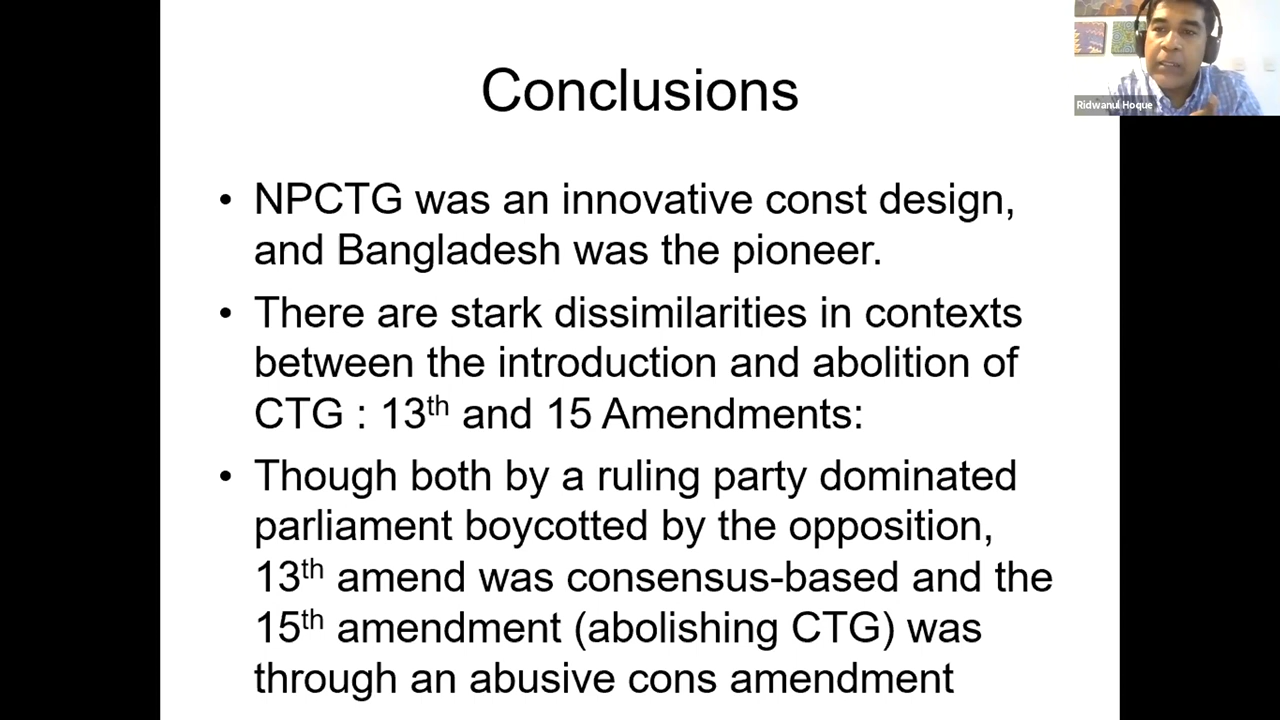 Conclusions
Ridwanul Hoque
• NPCTG was an innovative const design,
and Bangladesh was the pioneer.
• There are stark dissimilarities in contexts
between the introduction and abolition of
CTG : 13th and 15 Amendments:
• Though both by a ruling party dominated
parliament boycotted by the opposition,
13th amend was consensus-based and the
15th amendment (abolishing CTG) was
through an abusive cons amendment